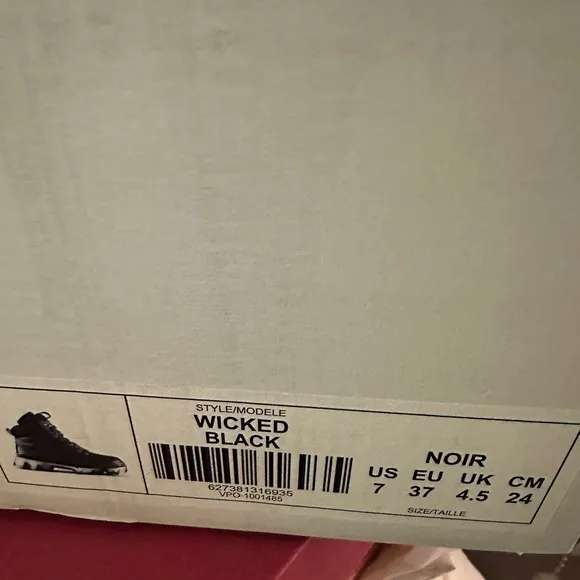 STYLE/MODELE
WICKED
BLACK
627381316935
VPO-1001485
NOIR
US EU UK CM
7 37 4.5 24
SIZE/TAILLE